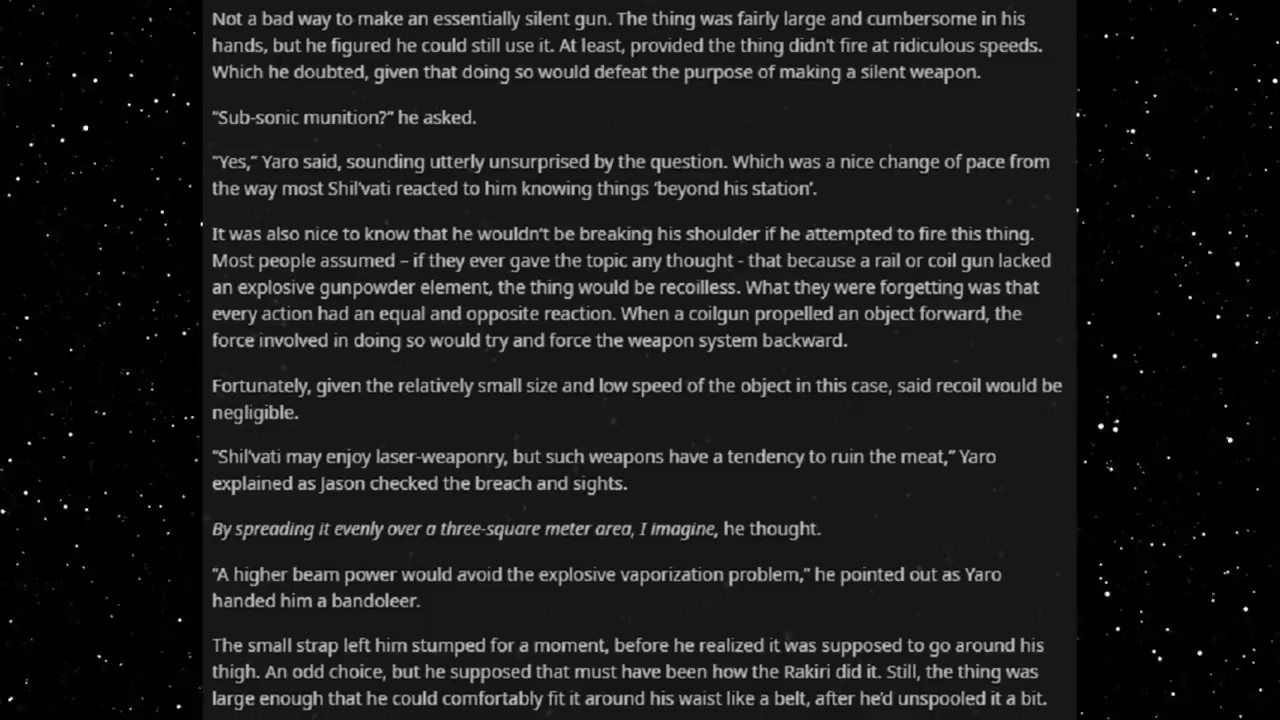 Not a bad way to make an essentially silent gun. The thing was fairly large and cumbersome in his
hands, but he figured he could still use it. At least, provided the thing didn't fire at ridiculous speeds.
Which he doubted, given that doing so would defeat the purpose of making a silent weapon.
“Sub-sonic munition?” he asked.
“Yes,” Yaro said, sounding utterly unsurprised by the question. Which was a nice change of pace from
the way most Shil'vati reacted to him knowing things ‘beyond his station’.
It was also nice to know that he wouldn't be breaking his shoulder if he attempted to fire this thing.
Most people assumed – if they ever gave the topic any thought - that because a rail or coil gun lacked
an explosive gunpowder element, the thing would be recoilless. What they were forgetting was that
every action had an equal and opposite reaction. When a coilgun propelled an object forward, the
force involved in doing so would try and force the weapon system backward.
Fortunately, given the relatively small size and low speed of the object in this case, said recoil would be
negligible.
“Shil'vati may enjoy laser-weaponry, but such weapons have a tendency to ruin the meat,” Yaro
explained as Jason checked the breach and sights.
By spreading it evenly over a three-square meter area, I imagine, he thought.
“A higher beam power would avoid the explosive vaporization problem,” he pointed out as Yaro
handed him a bandoleer.
The small strap left him stumped for a moment, before he realized it was supposed to go around his
thigh. An odd choice, but he supposed that must have been how the Rakiri did it. Still, the thing was
large enough that he could comfortably fit it around his waist like a belt, after he'd unspooled it a bit.